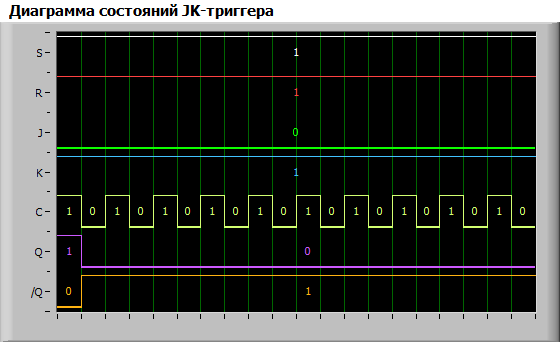 Диаграмма состояний JK-триггера
S 1
R 1
J 0
K 1
C 1 0 1 0 1 0 1 0 1 0 1 0 1 0 1 0 1 0 1 0
Q 1 0
/Q 0 1